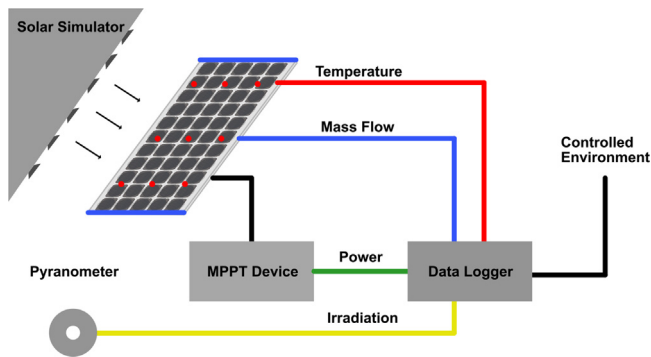 Solar Simulator
Temperature
Mass Flow
Controlled
Environment
Pyranometer
MPPT Device
Power
Data Logger
Irradiation